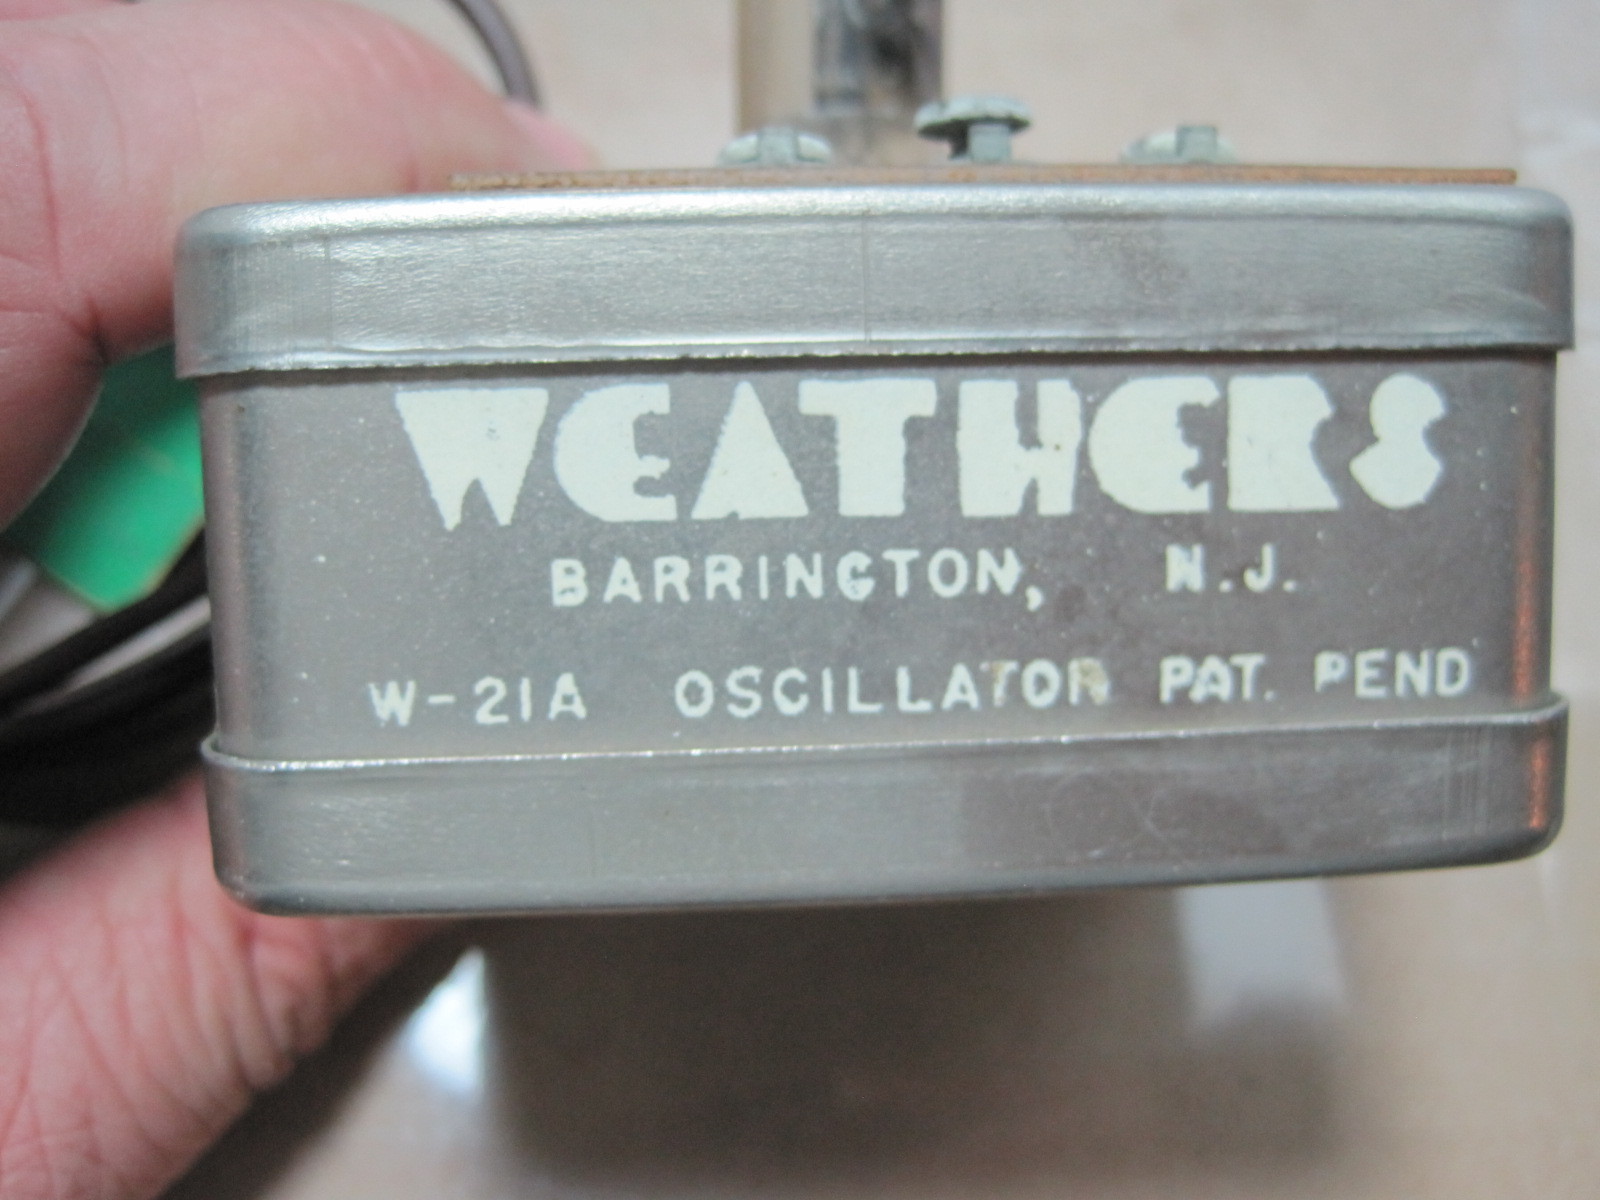 WEATHERS
BARRINGTON, N.J.
W-21A OSCILLATOR PAT. PEND